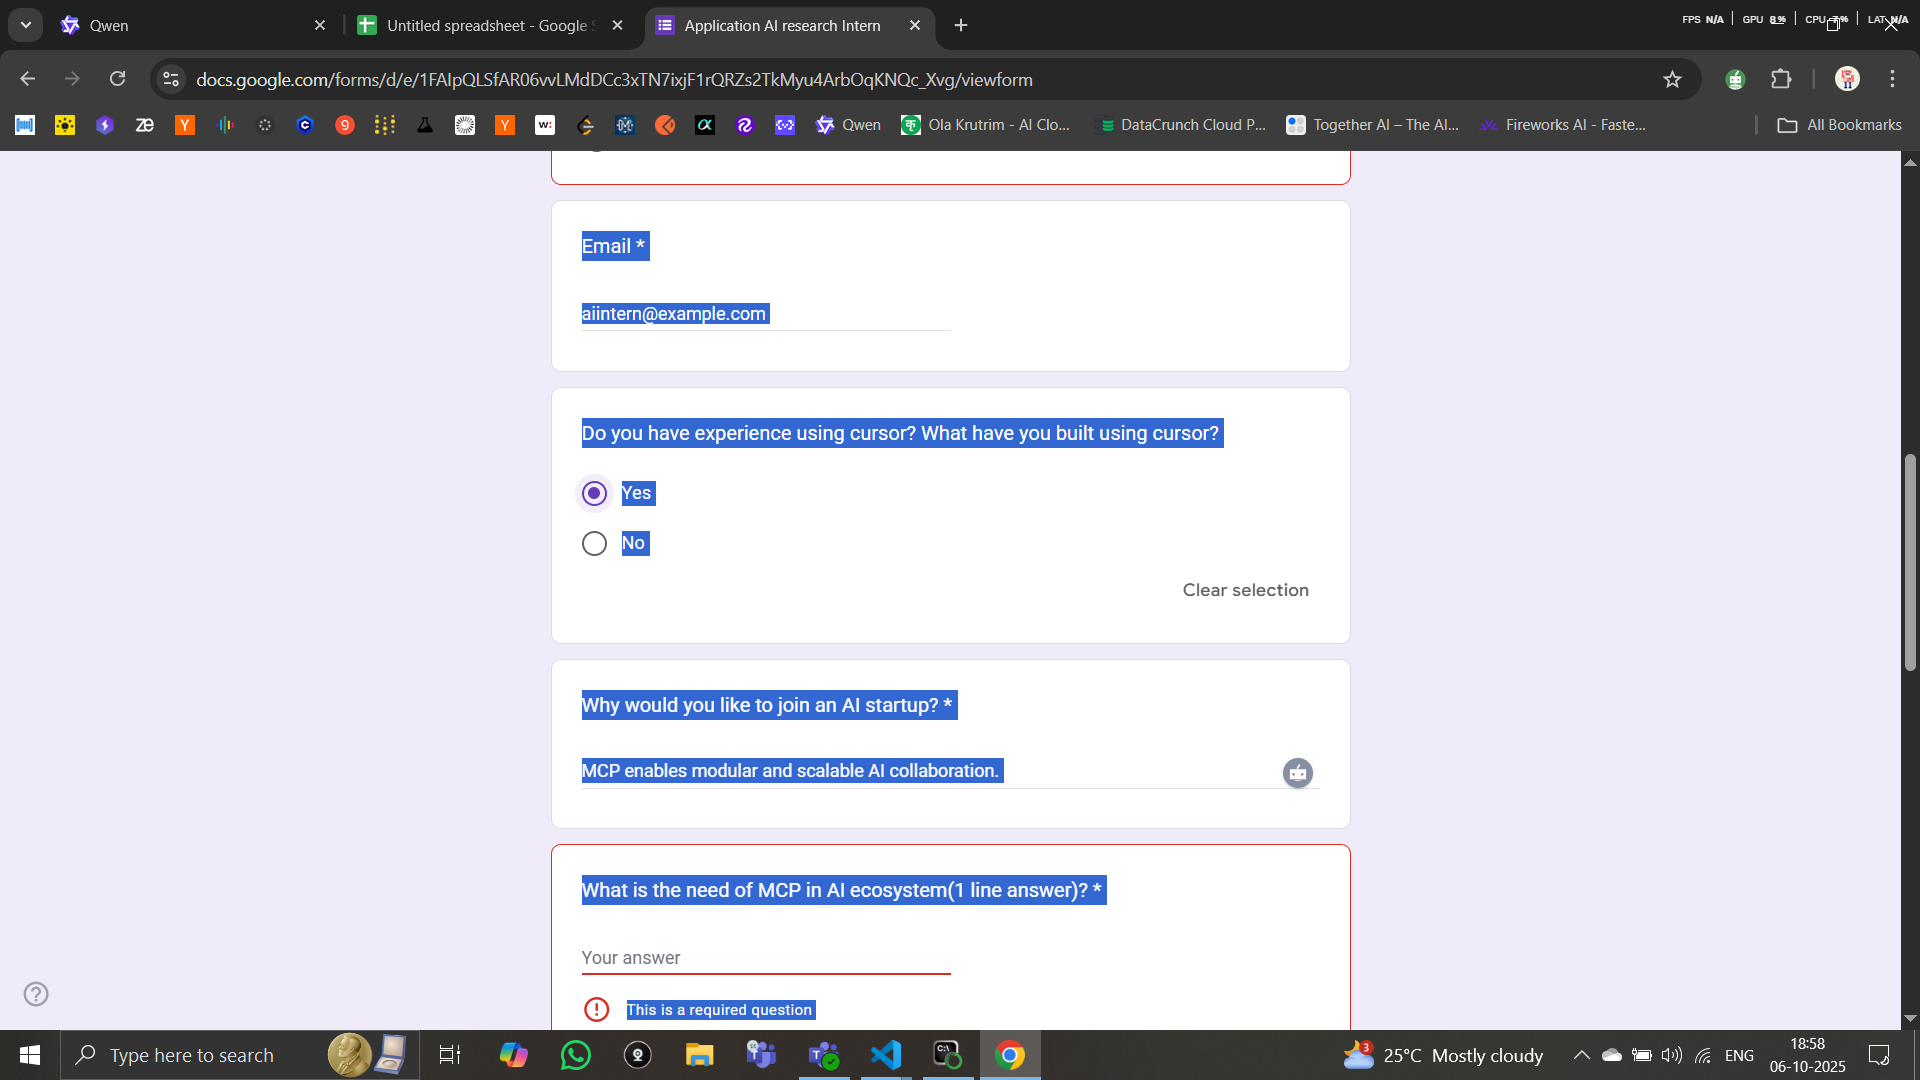 Qwen
Untitled spreadsheet - Google S
Application AI research Intern
FPS N/A
GPU 8 %
CPU 7 %
LAT N/A
docs.google.com/forms/d/e/1FAIpQLSfAR06vvLMdDCc3xTN7ixjF1rQRZs2TkMyu4ArbOqKNQc_Xvg/viewform
Qwen
Ola Krutrim - AI Clo...
DataCrunch Cloud P...
Together AI – The AI...
Fireworks AI - Faste...
All Bookmarks
Email *
aiintern@example.com
Do you have experience using cursor? What have you built using cursor?
Yes
No
Clear selection
Why would you like to join an AI startup? *
MCP enables modular and scalable AI collaboration.
What is the need of MCP in AI ecosystem(1 line answer)? *
Your answer
This is a required question
Type here to search
3
25°C Mostly cloudy
ENG
18:58
06-10-2025